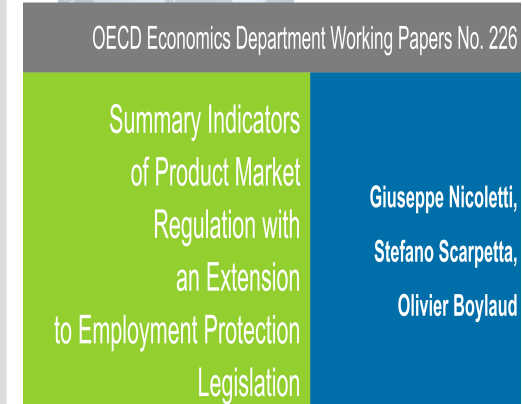 OECD Economics Department Working Papers No. 226
Summary Indicators
of Product Market
Regulation with
an Extension
to Employment Protection
Legislation
Giuseppe Nicoletti,
Stefano Scarpetta,
Olivier Boylaud